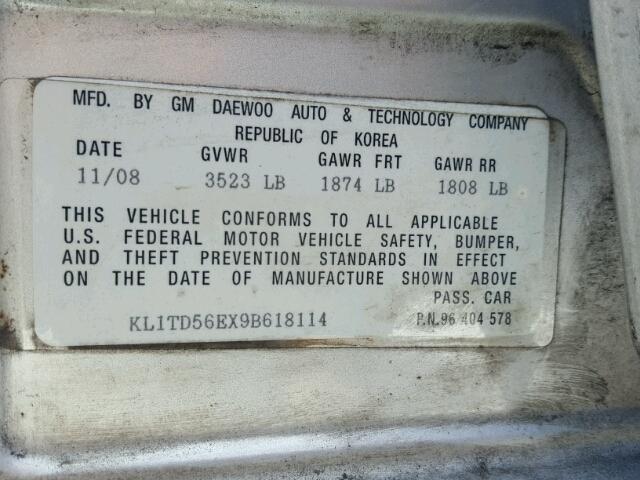 MFD. BY GM DAEWOO AUTO & TECHNOLOGY COMPANY
REPUBLIC OF KOREA
DATE GVWR GAWR FRT GAWR RR
11/08 3523 LB 1874 LB 1808 LB
THIS VEHICLE CONFORMS TO ALL APPLICABLE
U.S. FEDERAL MOTOR VEHICLE SAFETY, BUMPER,
AND THEFT PREVENTION STANDARDS IN EFFECT
ON THE DATE OF MANUFACTURE SHOWN ABOVE
PASS. CAR
KL1TD56EX9B618114 P.N.96 404 578